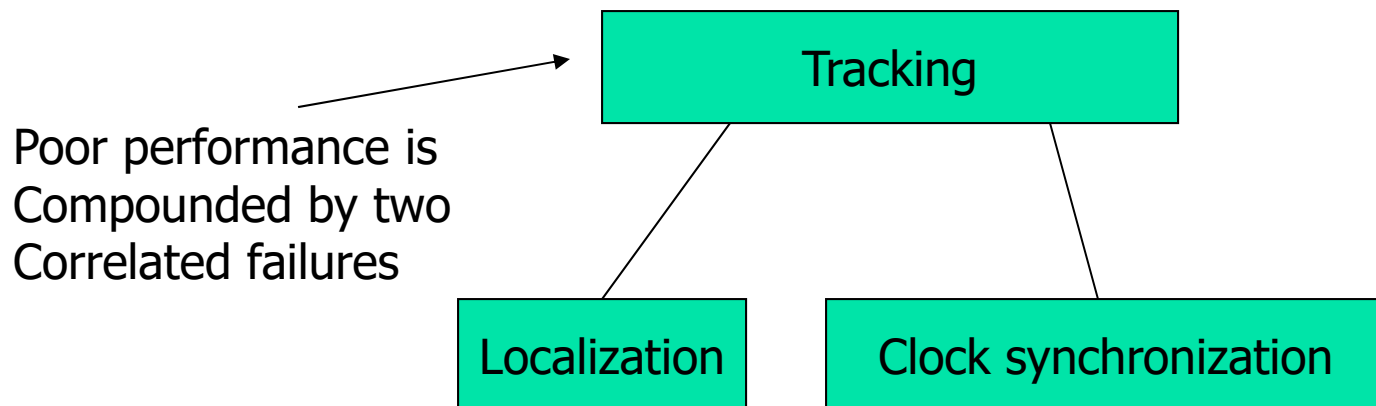 Tracking
Poor performance is
Compounded by two
Correlated failures
Localization
Clock synchronization